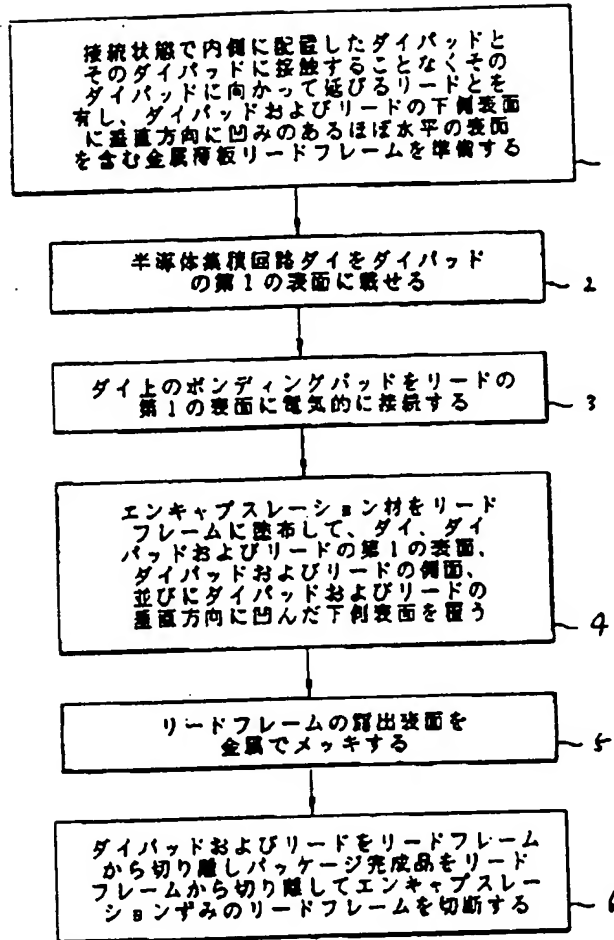 接続状態で内側に配置したダイパッドと
そのダイパッドに接触することなくその
ダイパッドに向かって延びるリードとを
有し、ダイパッドおよびリードの下側表面
に垂直方向に凹みのあるほぼ水平の表面
を含む金属薄板リードフレームを準備する
半導体集積回路ダイをダイパッド
の第1の表面に載せる
2
ダイ上のボンディングパッドをリードの
第1の表面に電気的に接続する
3
エンキャプスレーション材をリード
フレームに塗布して、ダイ、ダイ
パッドおよびリードの第1の表面、
ダイパッドおよびリードの側面、
並びにダイパッドおよびリードの
垂直方向に凹んだ下側表面を覆う
4
リードフレームの露出表面を
金属でメッキする
5
ダイパッドおよびリードをリードフレーム
から切り離しパッケージ完成品をリード
フレームから切り離してエンキャプスレー
ションずみのリードフレームを切断する
6